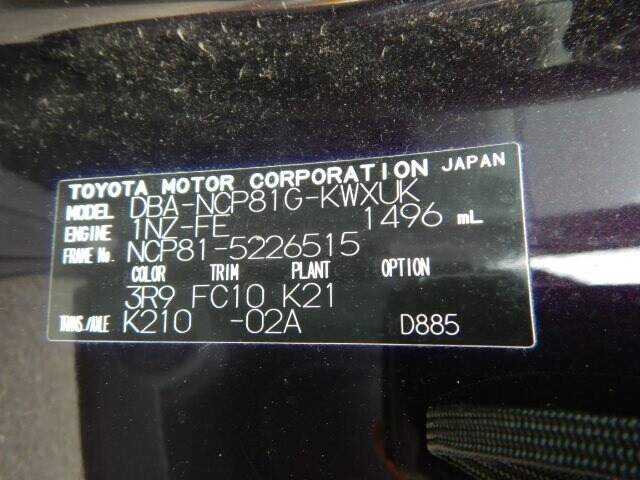 TOYOTA MOTOR CORPORATION JAPAN
MODEL DBA-NCP81G-KWXUK
ENGINE 1NZ-FE 1496 mL
FRAME No. NCP81-5226515
COLOR TRIM PLANT OPTION
3R9 FC10 K21
TRANS./AXLE K210 -02A D885